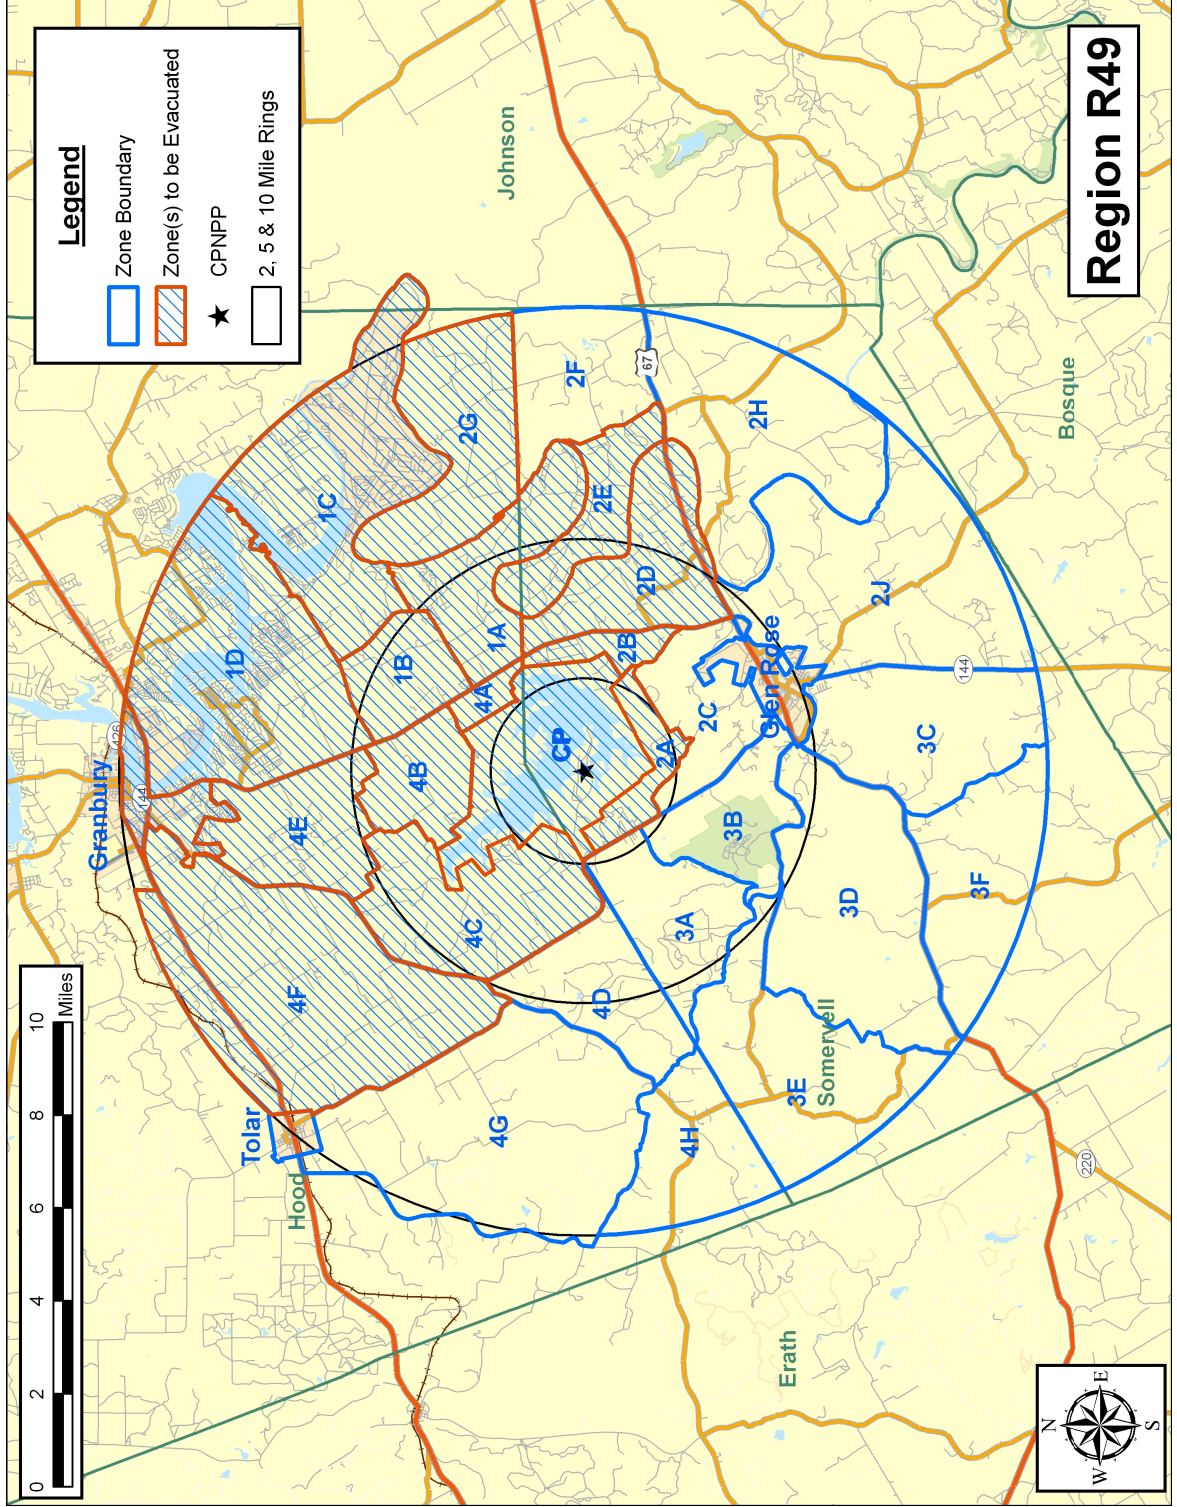 Legend
Zone Boundary
Zone(s) to be Evacuated
CPNPP
2, 5 & 10 Mile Rings
Region R49
0 2 4 6 8 10
Miles
N
W E
S
Johnson
Bosque
Somervell
Erath
Hood
Granbury
Tolar
Glen Rose
CP
1A
1B
1C
1D
2A
2B
2C
2D
2E
2F
2G
2H
2J
3A
3B
3C
3D
3E
3F
4A
4B
4C
4D
4E
4F
4G
4H
67
144
144
426
220